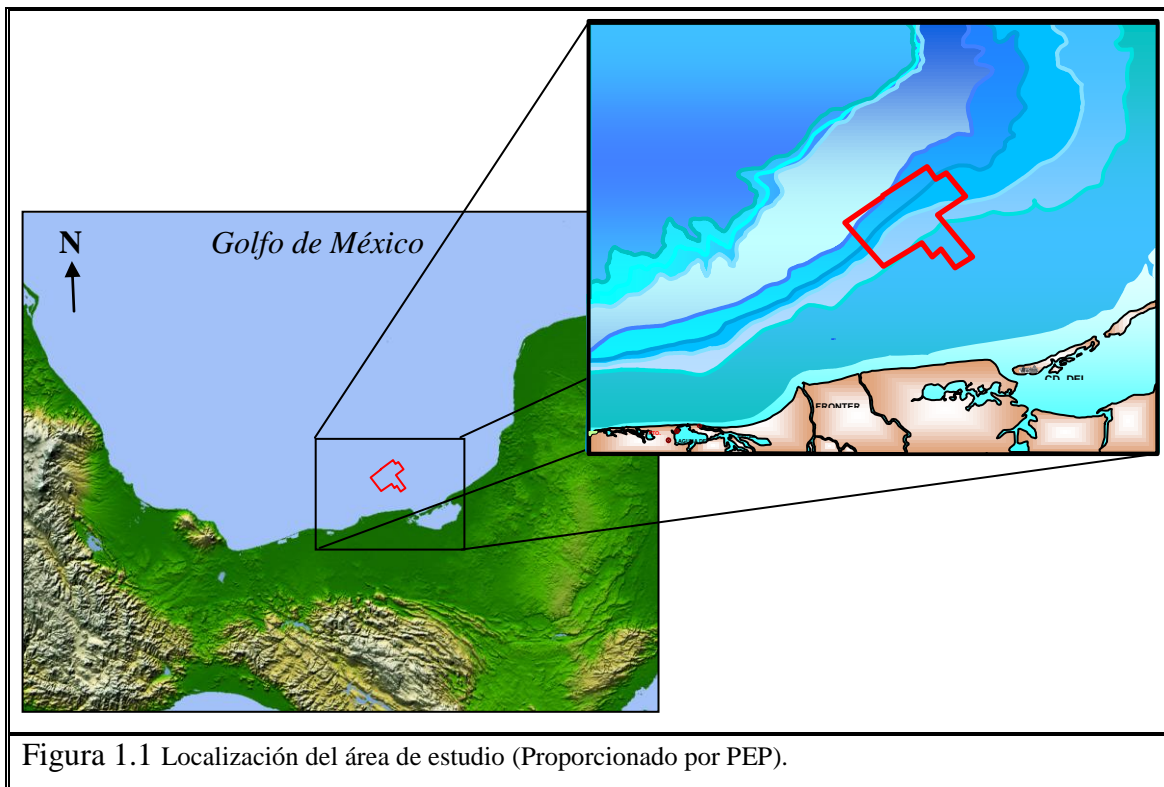 N
Golfo de México
CD. DEL
FRONTER
Figura 1.1 Localización del área de estudio (Proporcionado por PEP).